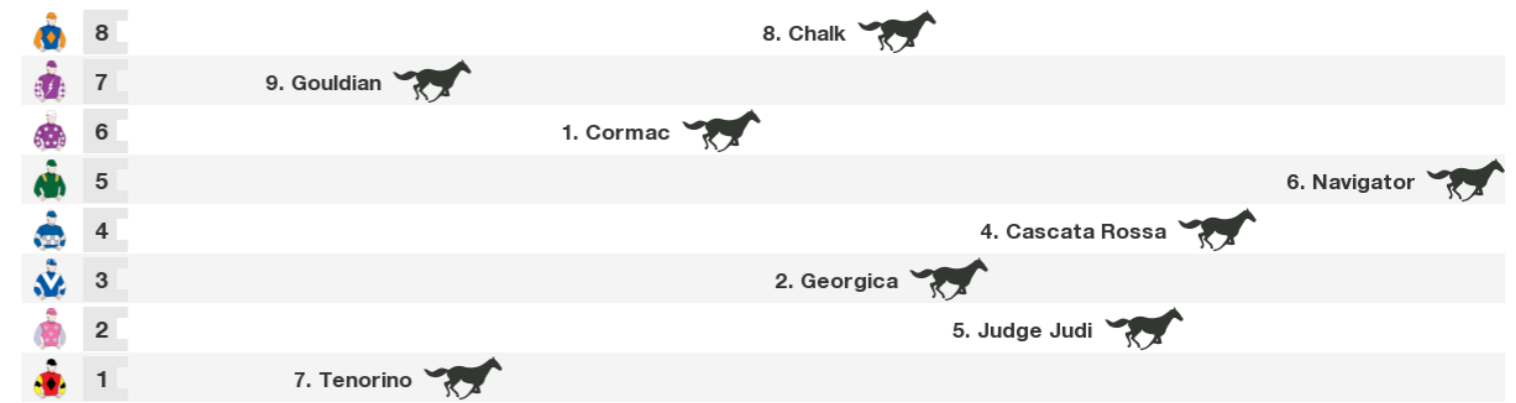 8 8. Chalk
7 9. Gouldian
6 1. Cormac
5 6. Navigator
4 4. Cascata Rossa
3 2. Georgica
2 5. Judge Judi
1 7. Tenorino